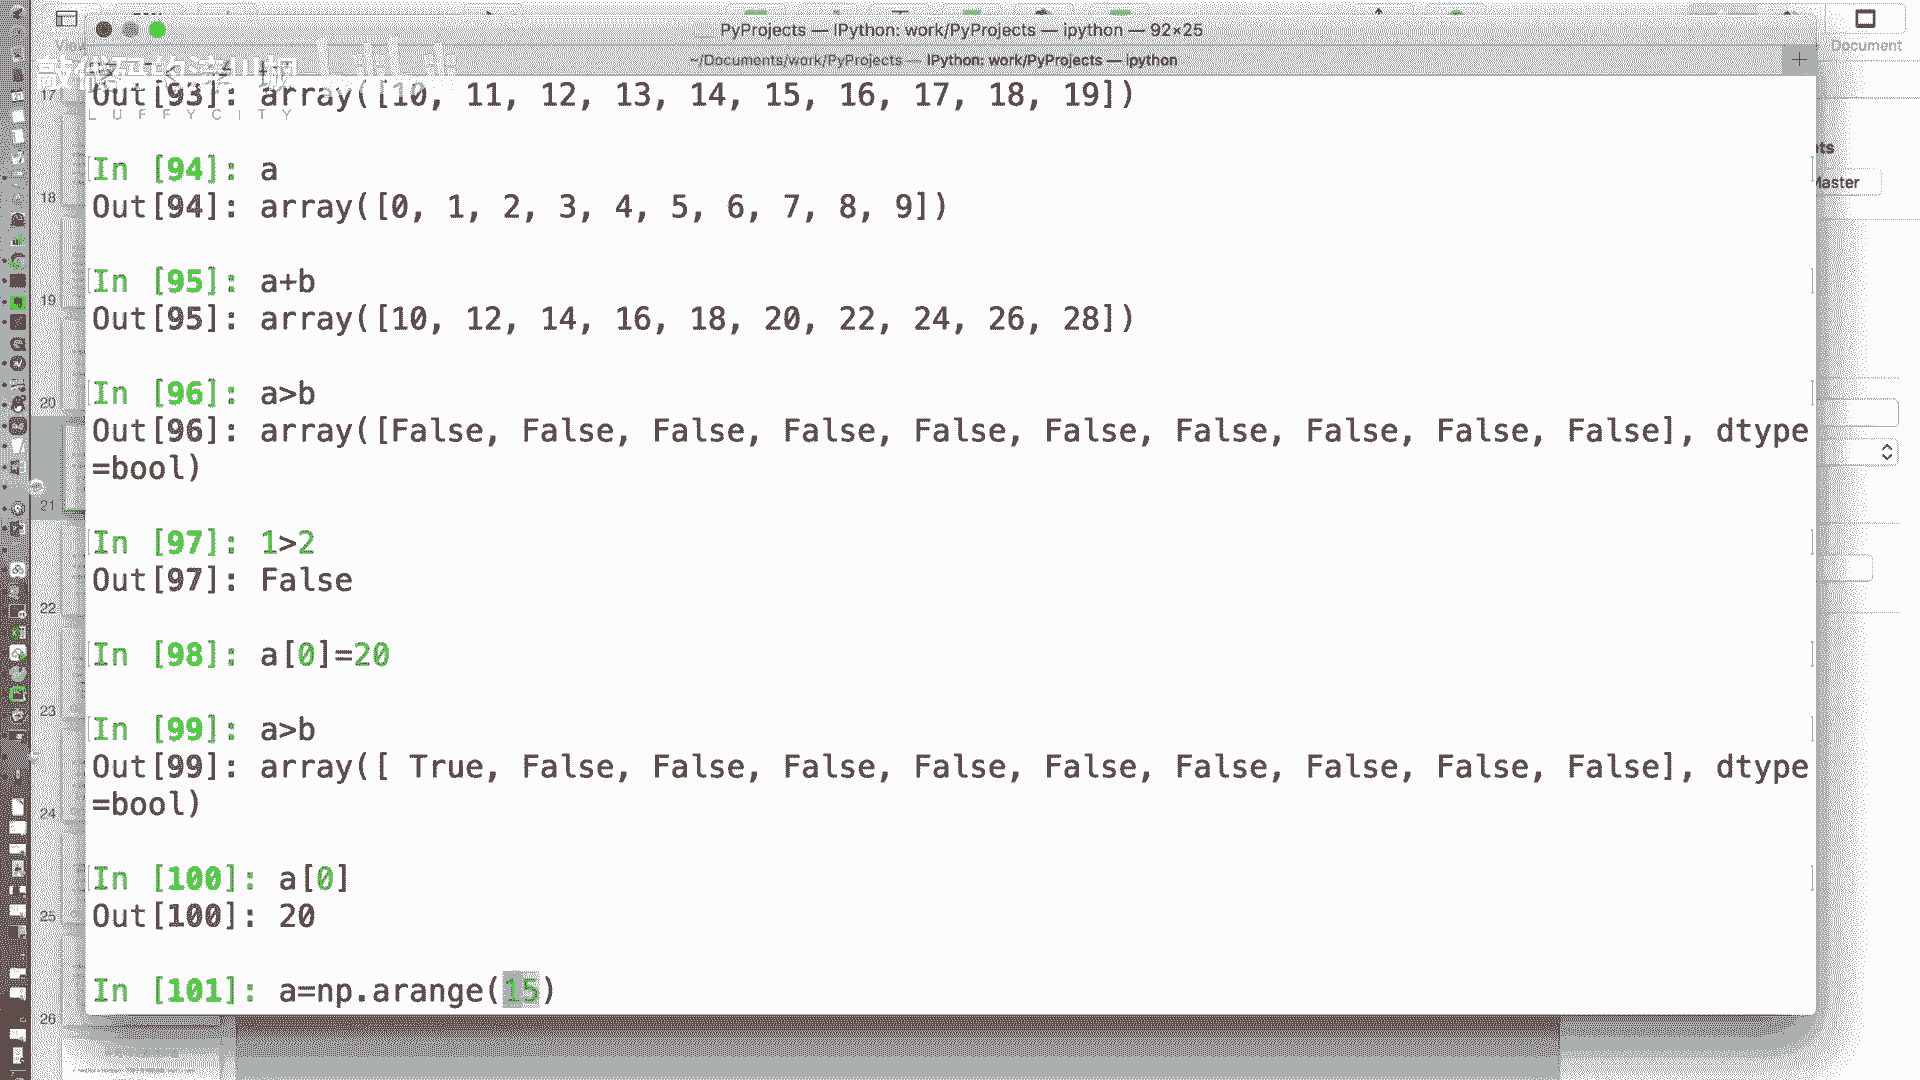 PyProjects — IPython: work/PyProjects — ipython — 92×25
~/Documents/work/PyProjects — IPython: work/PyProjects — ipython
View
Document
LUFFYCITY
Out[93]: array([10, 11, 12, 13, 14, 15, 16, 17, 18, 19])
In [94]: a
Out[94]: array([0, 1, 2, 3, 4, 5, 6, 7, 8, 9])
In [95]: a+b
Out[95]: array([10, 12, 14, 16, 18, 20, 22, 24, 26, 28])
In [96]: a>b
Out[96]: array([False, False, False, False, False, False, False, False, False, False], dtype
=bool)
In [97]: 1>2
Out[97]: False
In [98]: a[0]=20
In [99]: a>b
Out[99]: array([ True, False, False, False, False, False, False, False, False, False], dtype
=bool)
In [100]: a[0]
Out[100]: 20
In [101]: a=np.arange(15)
17
18
19
20
21
22
23
24
25
26
Master